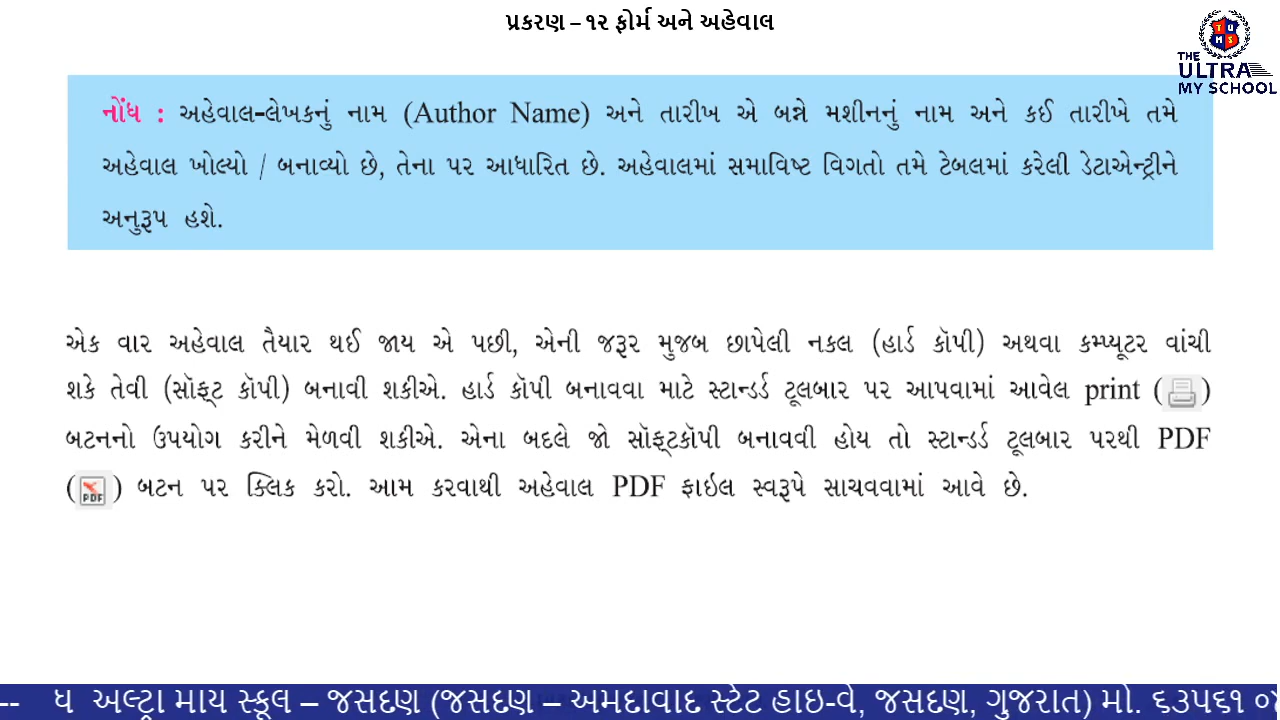 પ્રકરણ – ૧૨ ફોર્મ અને અહેવાલ
THE
ULTRA
MY SCHOOL
T U
M S
નોંધ : અહેવાલ-લેખકનું નામ (Author Name) અને તારીખ એ બન્ને મશીનનું નામ અને કઈ તારીખે તમે
અહેવાલ ખોલ્યો / બનાવ્યો છે, તેના પર આધારિત છે. અહેવાલમાં સમાવિષ્ટ વિગતો તમે ટેબલમાં કરેલી ડેટાએન્ટ્રીને
અનુરૂપ હશે.
એક વાર અહેવાલ તૈયાર થઈ જાય એ પછી, એની જરૂર મુજબ છાપેલી નકલ (હાર્ડ કૉપી) અથવા કમ્પ્યૂટર વાંચી
શકે તેવી (સૉફ્ટ કૉપી) બનાવી શકીએ. હાર્ડ કૉપી બનાવવા માટે સ્ટાન્ડર્ડ ટૂલબાર પર આપવામાં આવેલ print ( )
બટનનો ઉપયોગ કરીને મેળવી શકીએ. એના બદલે જો સૉફ્ટકૉપી બનાવવી હોય તો સ્ટાન્ડર્ડ ટૂલબાર પરથી PDF
(PDF) બટન પર ક્લિક કરો. આમ કરવાથી અહેવાલ PDF ફાઇલ સ્વરૂપે સાચવવામાં આવે છે.
-- ધ અલ્ટ્રા માય સ્કૂલ – જસદણ (જસદણ – અમદાવાદ સ્ટેટ હાઇ-વે, જસદણ, ગુજરાત) મો. ૬૩૫૬૧